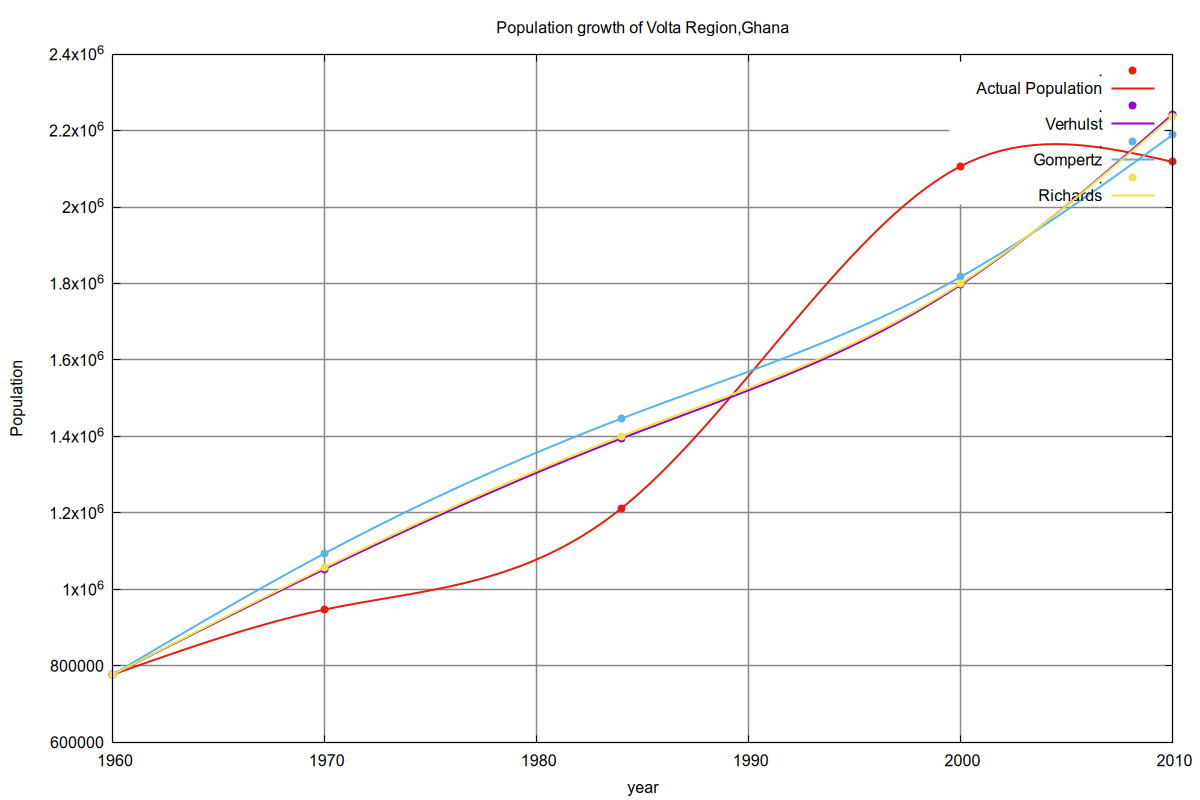 Population growth of Volta Region,Ghana
2.4x10^6
2.2x10^6
2x10^6
1.8x10^6
1.6x10^6
1.4x10^6
1.2x10^6
1x10^6
800000
600000
Population
.
Actual Population
.
Verhulst
.
Gompertz
.
Richards
1960
1970
1980
1990
2000
2010
year